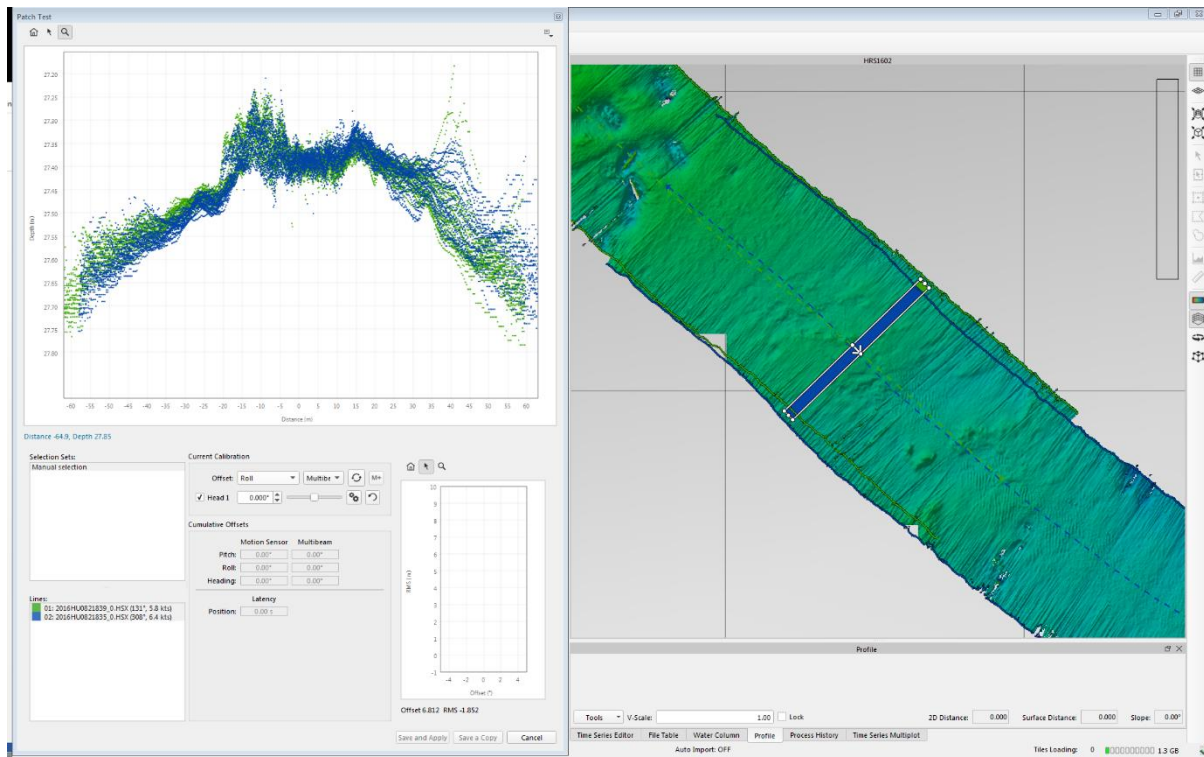 Patch Test
HRS1602
27.20
27.25
27.30
27.35
27.40
27.45
27.50
27.55
27.60
27.65
27.70
27.75
27.80
Depth (m)
-60 -55 -50 -45 -40 -35 -30 -25 -20 -15 -10 -5 0 5 10 15 20 25 30 35 40 45 50 55 60
Distance (m)
Distance -64.9, Depth 27.85
Selection Sets:
Manual selection
Current Calibration
Offset: Roll Multibe M+
Head 1 0.000°
Cumulative Offsets
Motion Sensor Multibeam
Pitch: 0.00° 0.00°
Roll: 0.00° 0.00°
Heading: 0.00° 0.00°
Latency
Position: 0.00 s
Lines:
01: 2016HU0821839_0.HSX (131°, 5.8 kts)
02: 2016HU0821835_0.HSX (308°, 6.4 kts)
10
9
8
7
6
5
4
3
2
1
0
-1
RMS (m)
-4 -2 0 2 4
Offset (°)
Offset 6.812 RMS -1.852
Save and Apply Save a Copy Cancel
Profile
Tools V-Scale: 1.00 Lock 2D Distance: 0.000 Surface Distance: 0.000 Slope: 0.00°
Time Series Editor File Table Water Column Profile Process History Time Series Multiplot
Auto Import: OFF Tiles Loading: 0 1.3 GB